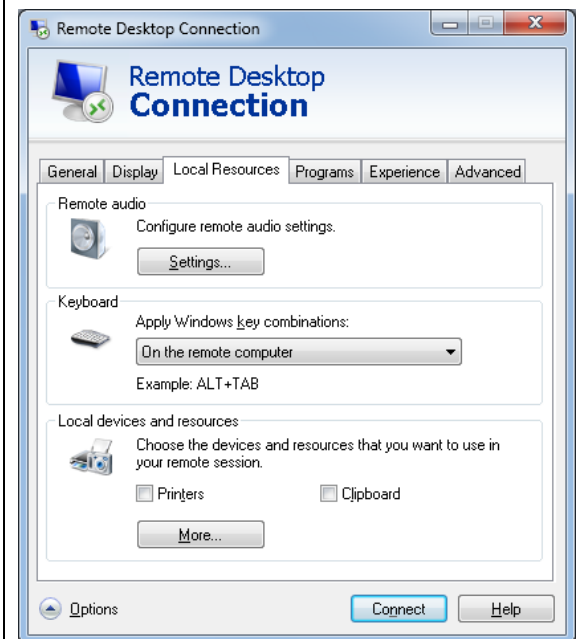 Remote Desktop Connection
Remote Desktop
Connection
General Display Local Resources Programs Experience Advanced
Remote audio
Configure remote audio settings.
Settings...
Keyboard
Apply Windows key combinations:
On the remote computer
Example: ALT+TAB
Local devices and resources
Choose the devices and resources that you want to use in
your remote session.
Printers Clipboard
More...
Options Connect Help